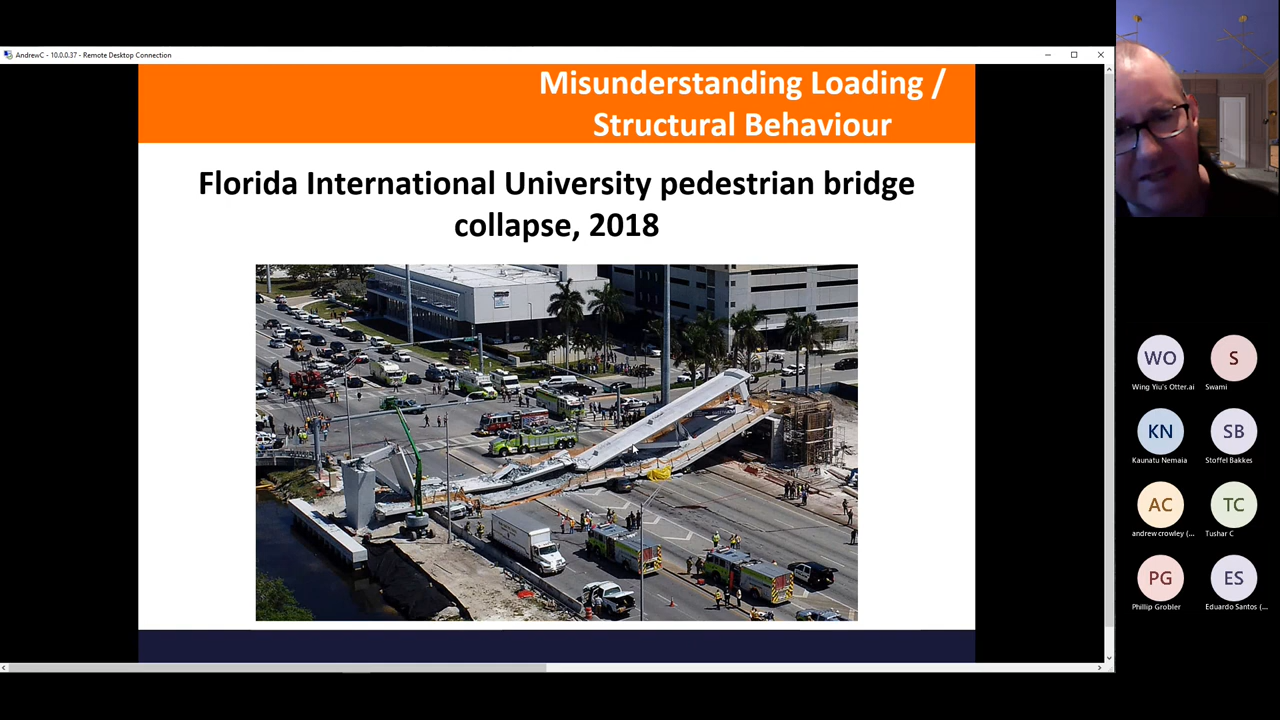 AndrewC - 10.0.0.37 - Remote Desktop Connection
Misunderstanding Loading /
Structural Behaviour
Florida International University pedestrian bridge
collapse, 2018
WO
S
Wing Yiu's Otter.ai
Swami
KN
SB
Kaunatu Nemaia
Stoffel Bakkes
AC
TC
andrew crowley (...
Tushar C
PG
ES
Phillip Grobler
Eduardo Santos (...